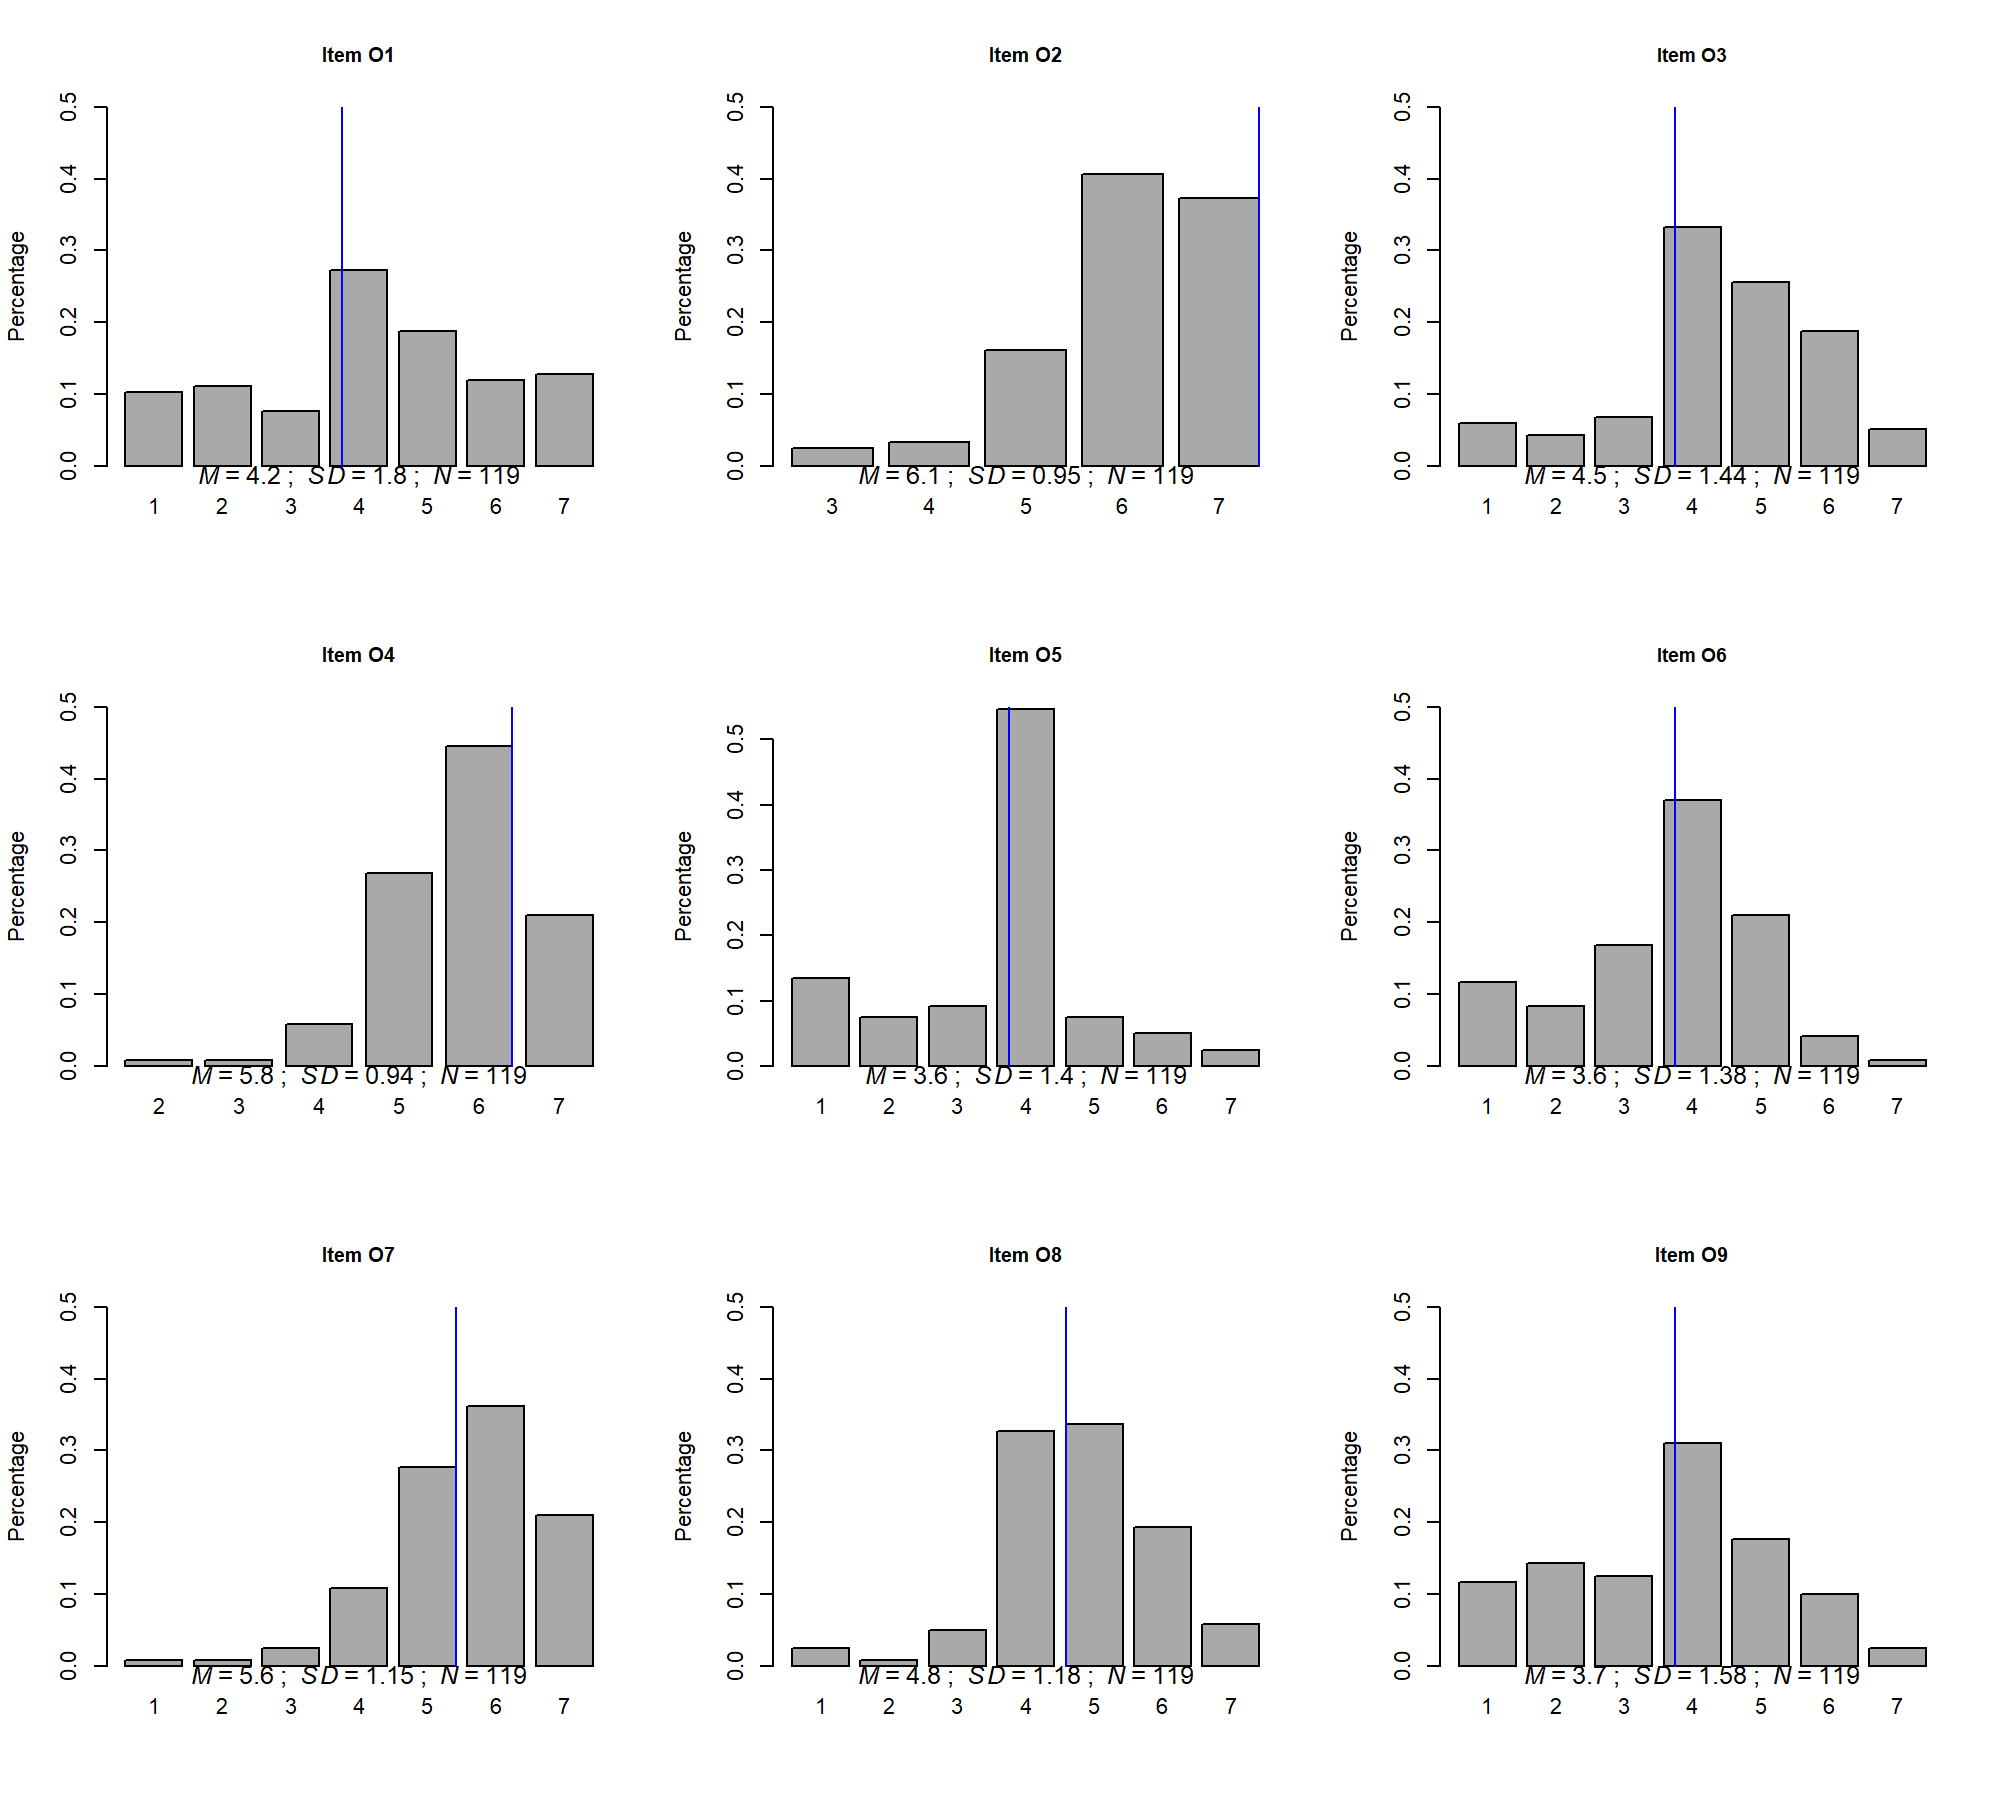 Item O1
Percentage
0.0 0.1 0.2 0.3 0.4 0.5
M = 4.2 ; SD = 1.8 ; N = 119
1 2 3 4 5 6 7
Item O2
Percentage
0.0 0.1 0.2 0.3 0.4 0.5
M = 6.1 ; SD = 0.95 ; N = 119
3 4 5 6 7
Item O3
Percentage
0.0 0.1 0.2 0.3 0.4 0.5
M = 4.5 ; SD = 1.44 ; N = 119
1 2 3 4 5 6 7
Item O4
Percentage
0.0 0.1 0.2 0.3 0.4 0.5
M = 5.8 ; SD = 0.94 ; N = 119
2 3 4 5 6 7
Item O5
Percentage
0.0 0.1 0.2 0.3 0.4 0.5
M = 3.6 ; SD = 1.4 ; N = 119
1 2 3 4 5 6 7
Item O6
Percentage
0.0 0.1 0.2 0.3 0.4 0.5
M = 3.6 ; SD = 1.38 ; N = 119
1 2 3 4 5 6 7
Item O7
Percentage
0.0 0.1 0.2 0.3 0.4 0.5
M = 5.6 ; SD = 1.15 ; N = 119
1 2 3 4 5 6 7
Item O8
Percentage
0.0 0.1 0.2 0.3 0.4 0.5
M = 4.8 ; SD = 1.18 ; N = 119
1 2 3 4 5 6 7
Item O9
Percentage
0.0 0.1 0.2 0.3 0.4 0.5
M = 3.7 ; SD = 1.58 ; N = 119
1 2 3 4 5 6 7